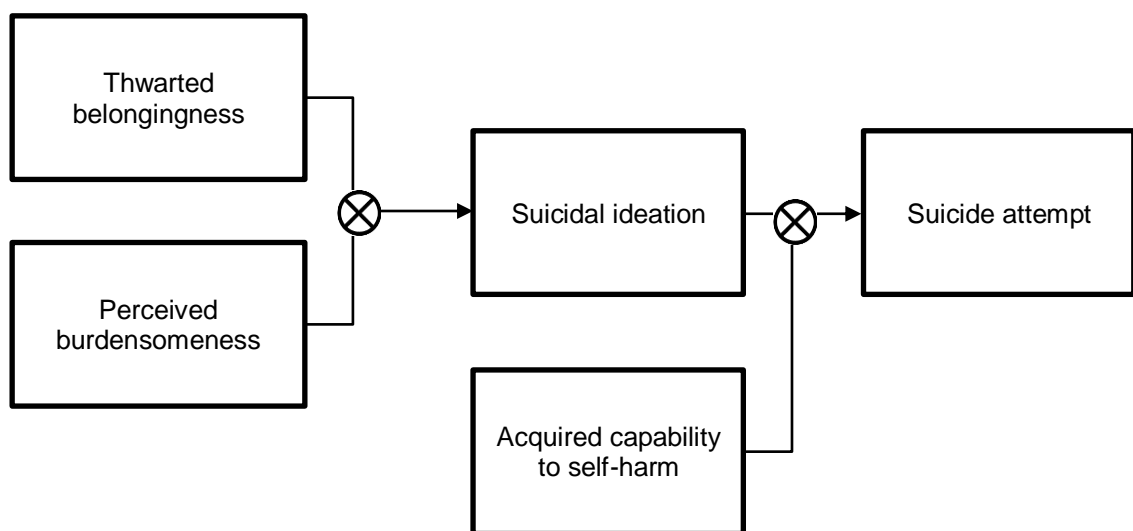 Thwarted
belongingness
Perceived
burdensomeness
Suicidal ideation
Acquired capability
to self-harm
Suicide attempt